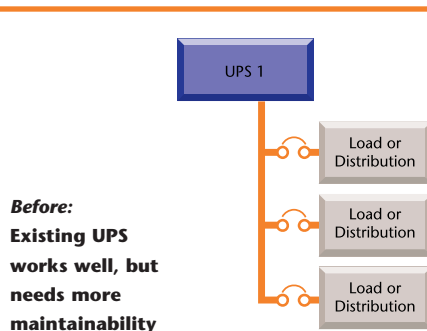 UPS 1
Load or
Distribution
Load or
Distribution
Load or
Distribution
Before:
Existing UPS
works well, but
needs more
maintainability